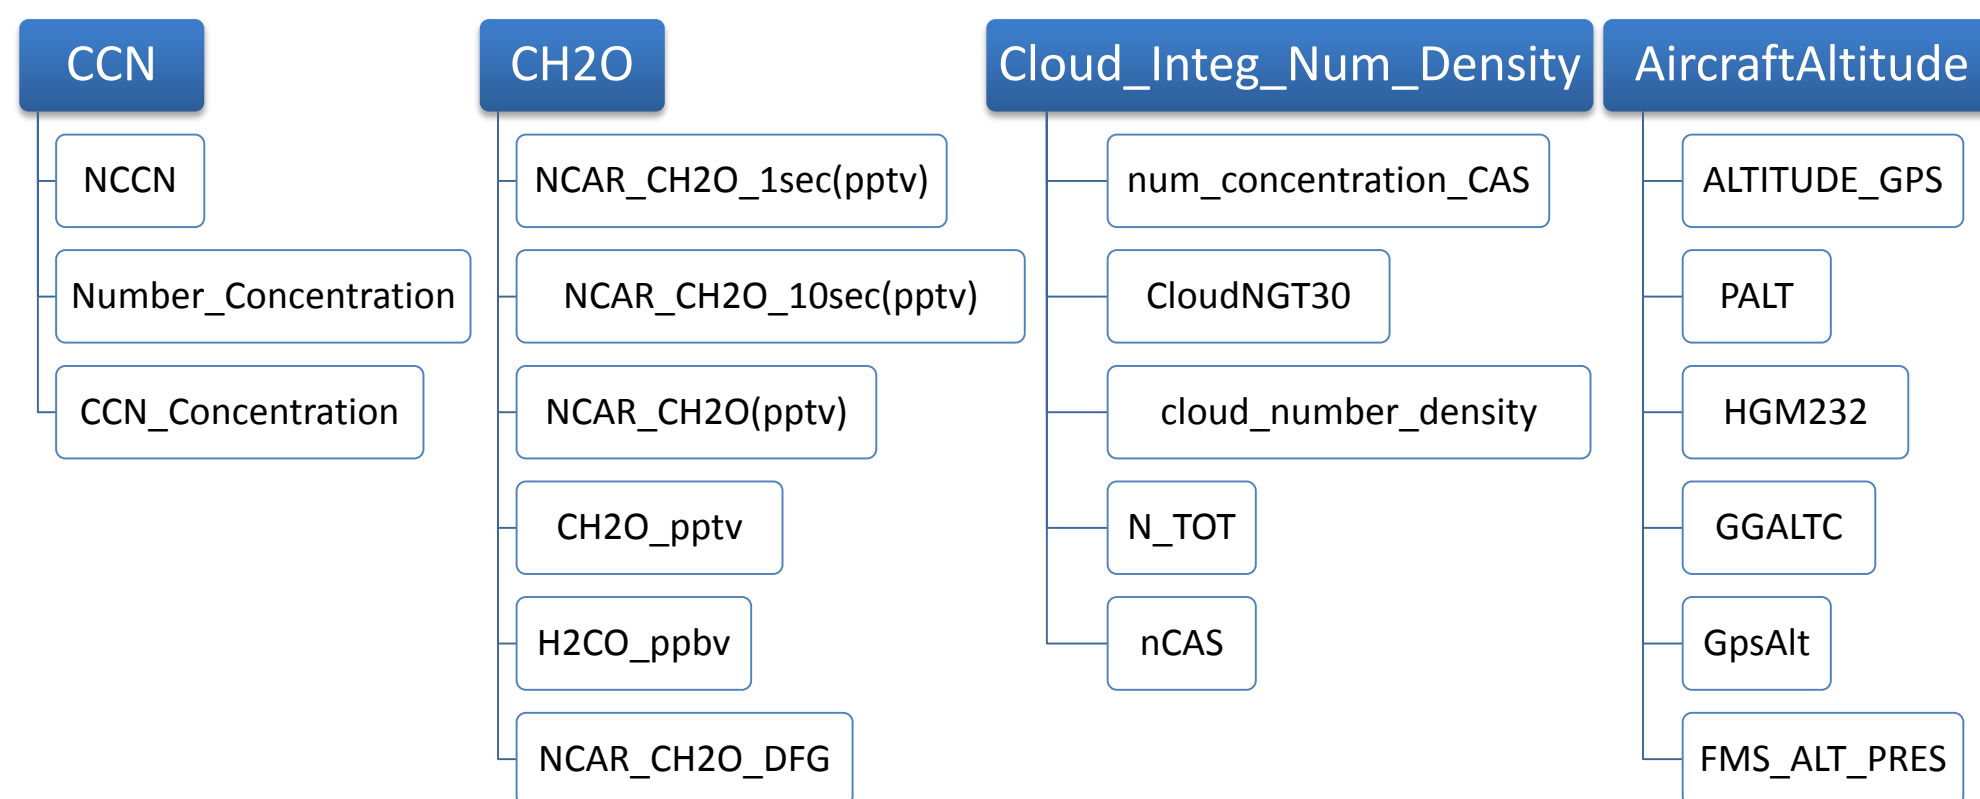 CCN
NCCN
Number_Concentration
CCN_Concentration
CH2O
NCAR_CH2O_1sec(pptv)
NCAR_CH2O_10sec(pptv)
NCAR_CH2O(pptv)
CH2O_pptv
H2CO_ppbv
NCAR_CH2O_DFG
Cloud_Integ_Num_Density
num_concentration_CAS
CloudNGT30
cloud_number_density
N_TOT
nCAS
AircraftAltitude
ALTITUDE_GPS
PALT
HGM232
GGALTC
GpsAlt
FMS_ALT_PRES